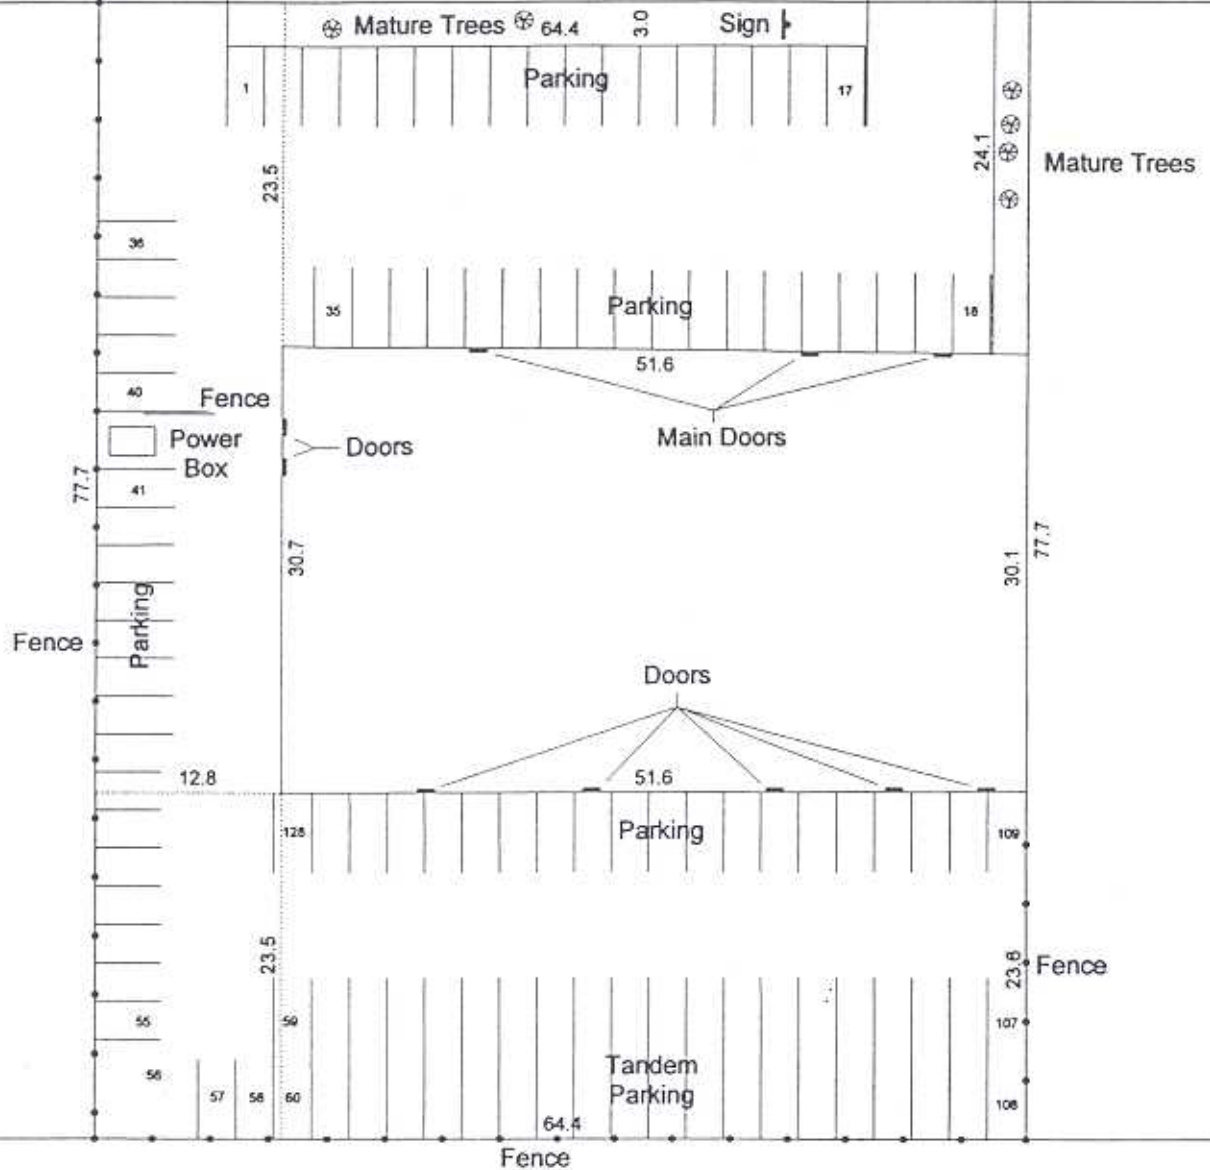 Mature Trees
64.4
3.0
Sign
Parking
1
17
24.1
Mature Trees
23.5
36
35
Parking
18
51.6
40
Fence
Main Doors
Power
Box
Doors
77.7
41
30.7
30.1
77.7
Parking
Fence
Doors
12.8
51.6
128
Parking
109
23.5
23.6
Fence
55
59
107
56
57
58
60
Tandem
Parking
108
64.4
Fence